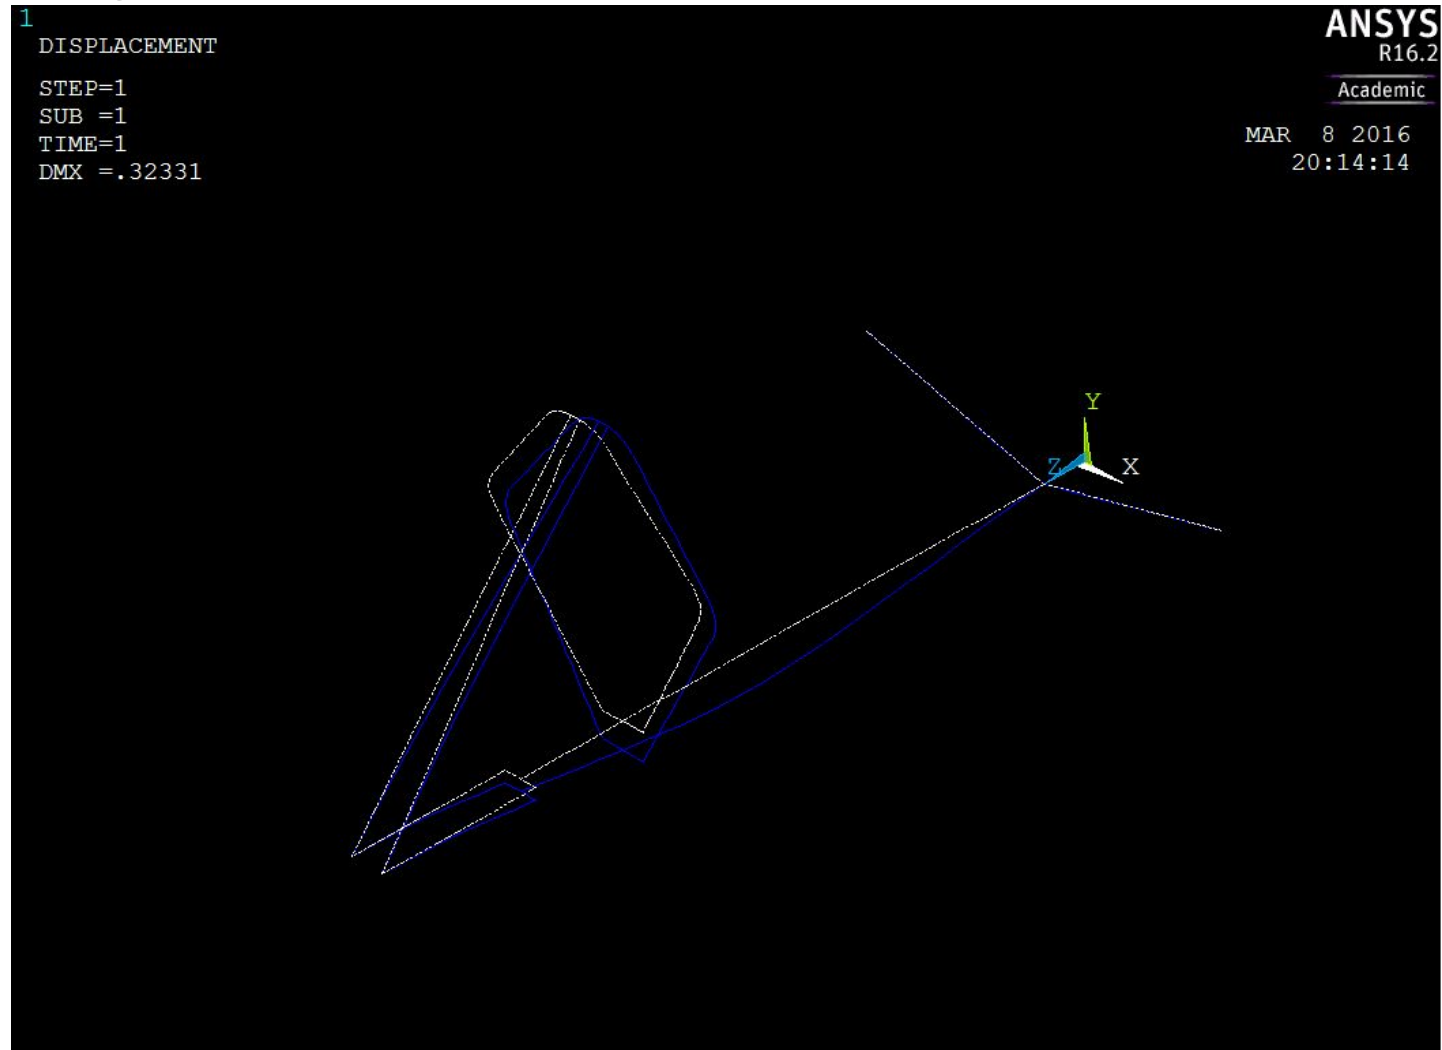 1
DISPLACEMENT
STEP=1
SUB =1
TIME=1
DMX =.32331
ANSYS
R16.2
Academic
MAR  8 2016
20:14:14
Y
Z
X